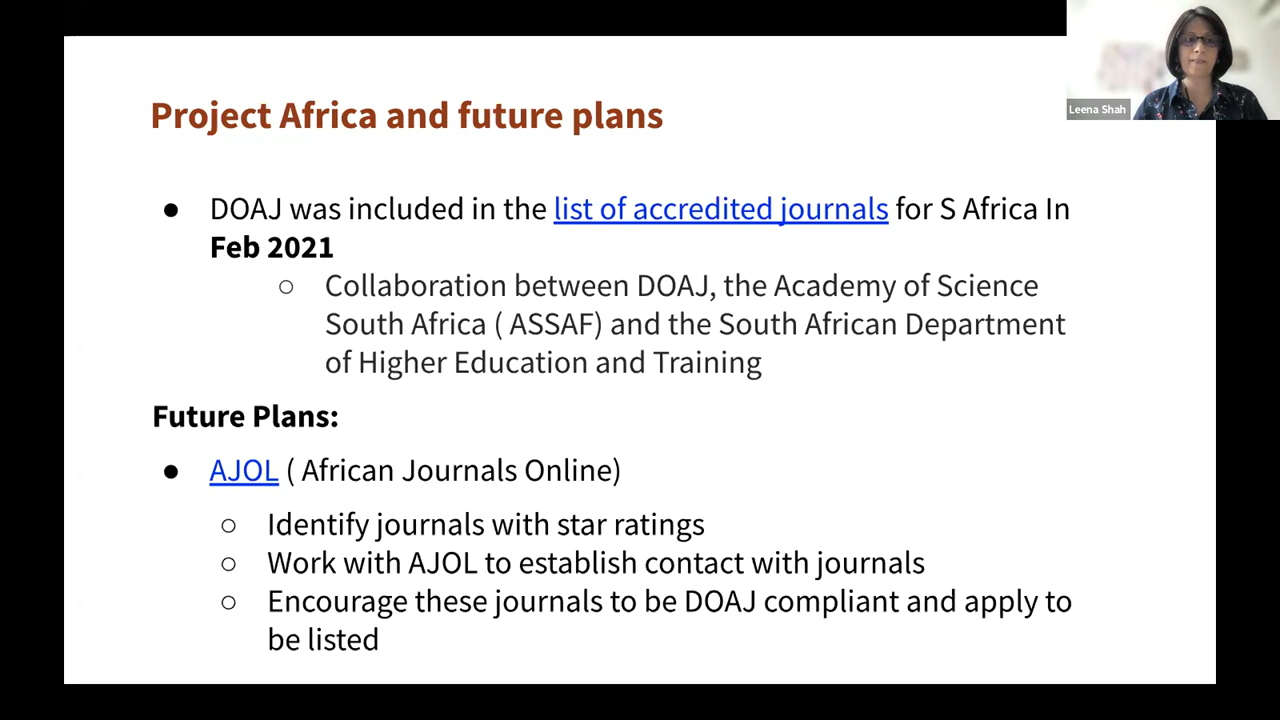 Leena Shah
Project Africa and future plans
● DOAJ was included in the list of accredited journals for S Africa In
Feb 2021
○ Collaboration between DOAJ, the Academy of Science
South Africa ( ASSAF) and the South African Department
of Higher Education and Training
Future Plans:
● AJOL ( African Journals Online)
○ Identify journals with star ratings
○ Work with AJOL to establish contact with journals
○ Encourage these journals to be DOAJ compliant and apply to
be listed